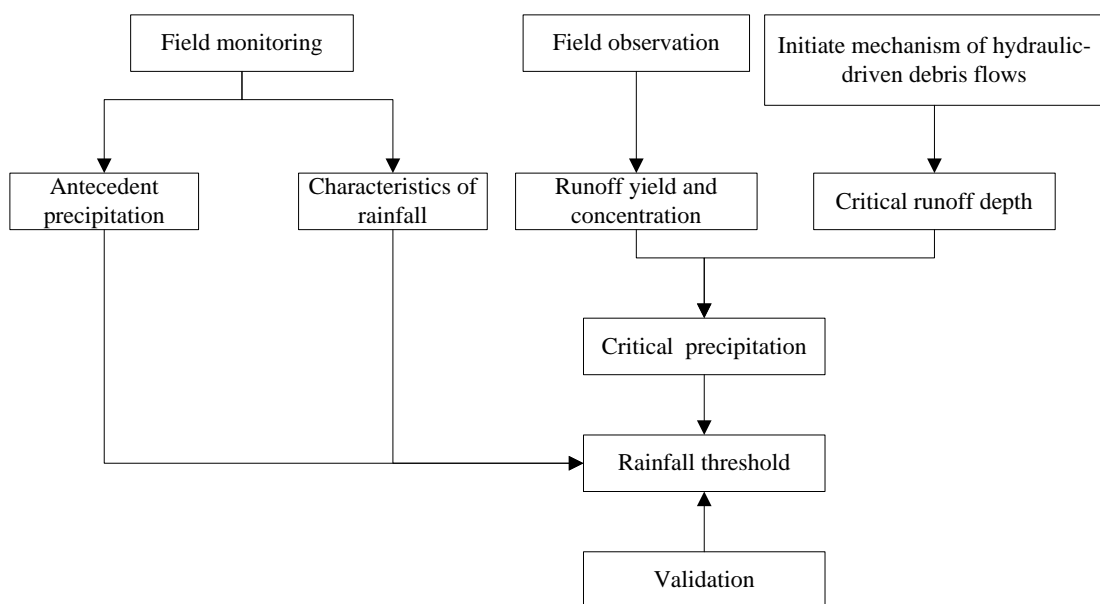 Field monitoring
Field observation
Initiate mechanism of hydraulic-
driven debris flows
Antecedent
precipitation
Characteristics of
rainfall
Runoff yield and
concentration
Critical runoff depth
Critical precipitation
Rainfall threshold
Validation